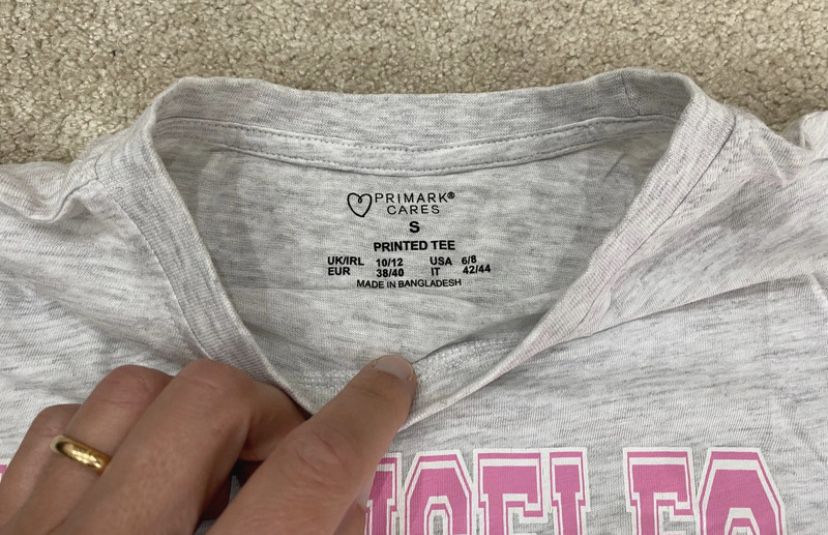 PRIMARK®
CARES
S
PRINTED TEE
UK/IRL 10/12 USA 6/8
EUR 38/40 IT 42/44
MADE IN BANGLADESH